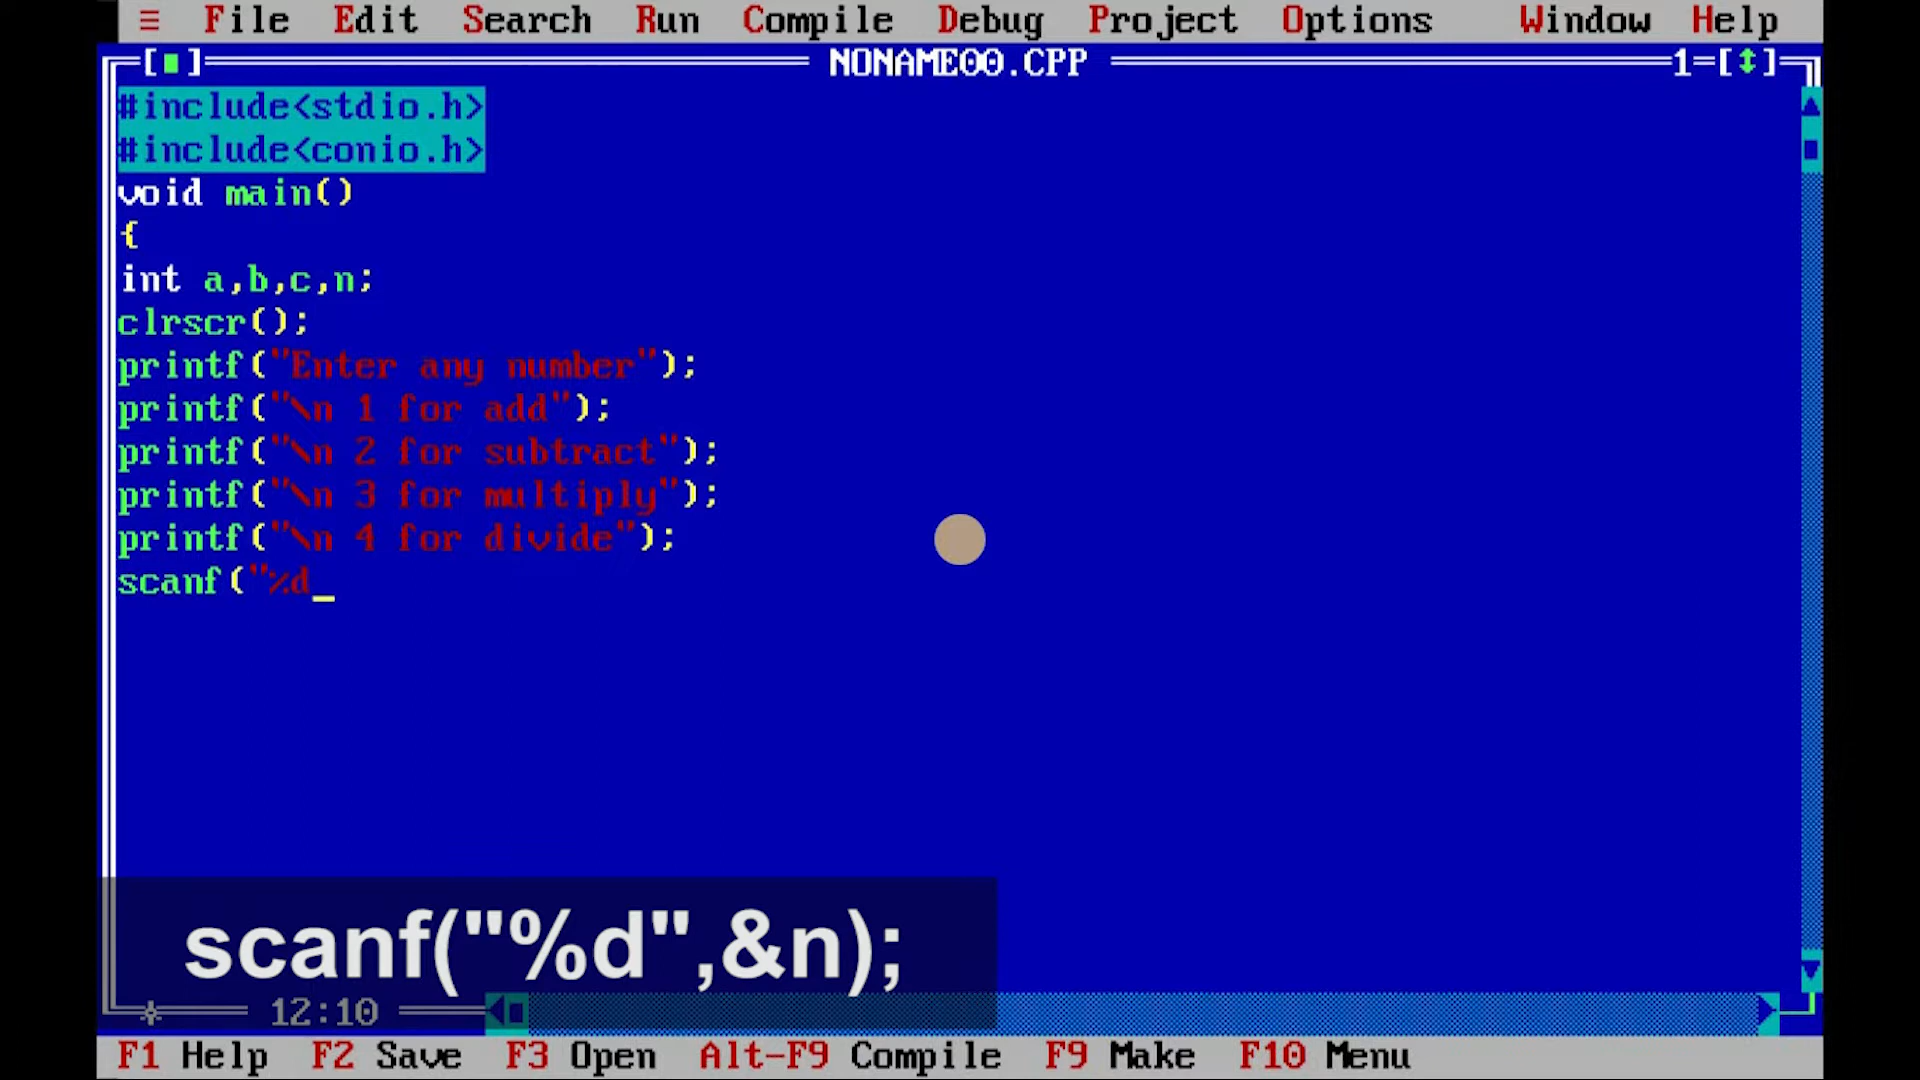 ≡ File Edit Search Run Compile Debug Project Options Window Help
[■] NONAME00.CPP 1=[↕]
#include<stdio.h>
#include<conio.h>
void main()
{
int a,b,c,n;
clrscr();
printf("Enter any number");
printf("\n 1 for add");
printf("\n 2 for subtract");
printf("\n 3 for multiply");
printf("\n 4 for divide");
scanf("%d_
scanf("%d",&n);
12:10
F1 Help F2 Save F3 Open Alt-F9 Compile F9 Make F10 Menu